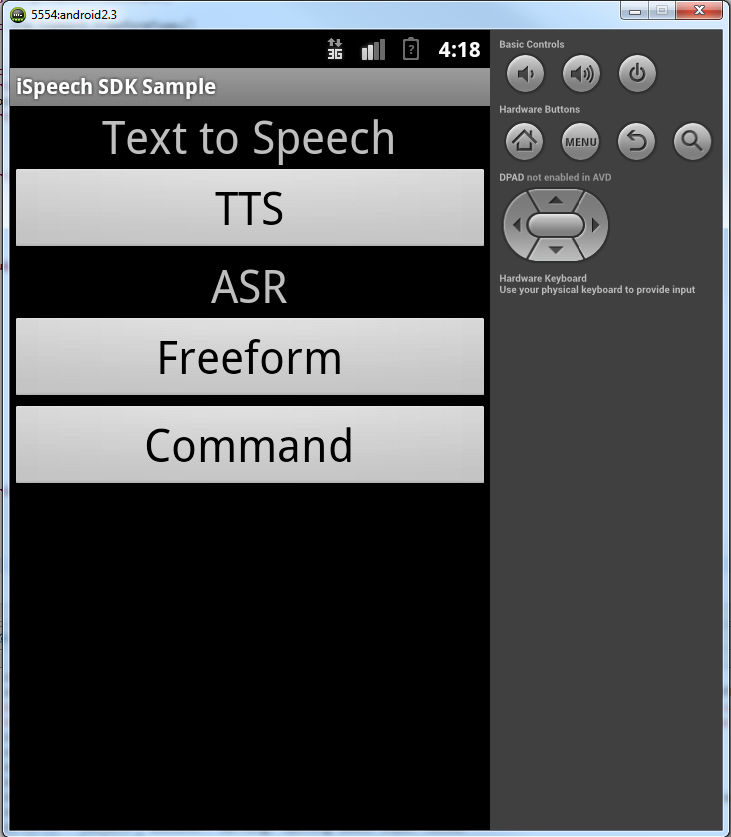 5554:android2.3
3G
4:18
iSpeech SDK Sample
Text to Speech
TTS
ASR
Freeform
Command
Basic Controls
Hardware Buttons
MENU
DPAD not enabled in AVD
Hardware Keyboard
Use your physical keyboard to provide input